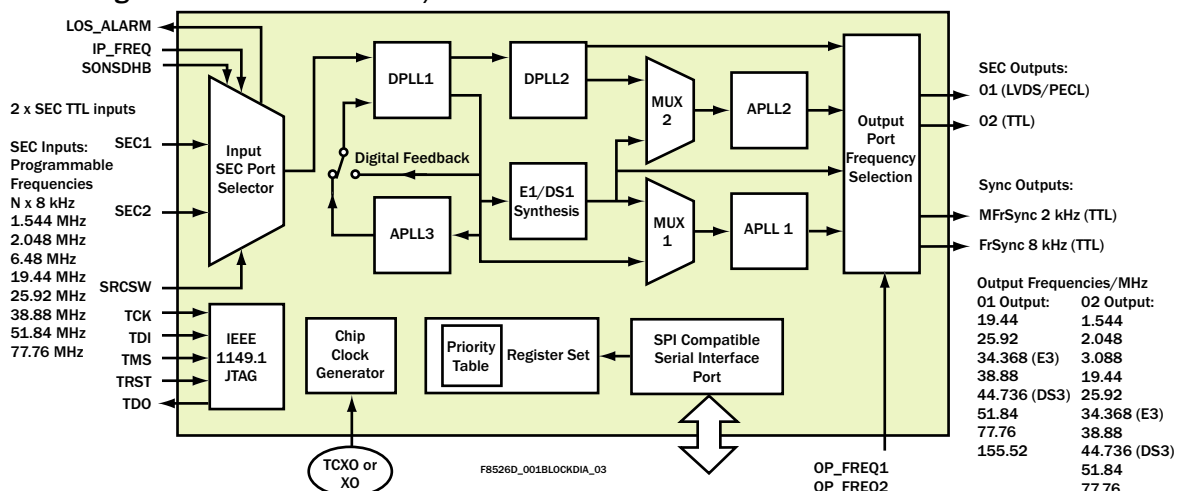 LOS_ALARM
IP_FREQ
SONSDHB
2 x SEC TTL inputs
SEC Inputs:
Programmable
Frequencies
N x 8 kHz
1.544 MHz
2.048 MHz
6.48 MHz
19.44 MHz
25.92 MHz
38.88 MHz
51.84 MHz
77.76 MHz
SEC1
SEC2
SRCSW
TCK
TDI
TMS
TRST
TDO
Input
SEC Port
Selector
DPLL1
DPLL2
MUX
2
APLL2
Digital Feedback
E1/DS1
Synthesis
APLL3
MUX
1
APLL 1
Output
Port
Frequency
Selection
IEEE
1149.1
JTAG
Chip
Clock
Generator
Priority
Table
Register Set
SPI Compatible
Serial Interface
Port
TCXO or
XO
F8526D_001BLOCKDIA_03
OP_FREQ1
OP_FREQ2
SEC Outputs:
01 (LVDS/PECL)
02 (TTL)
Sync Outputs:
MFrSync 2 kHz (TTL)
FrSync 8 kHz (TTL)
Output Frequencies/MHz
01 Output: 02 Output:
19.44 1.544
25.92 2.048
34.368 (E3) 3.088
38.88 19.44
44.736 (DS3) 25.92
51.84 34.368 (E3)
77.76 38.88
155.52 44.736 (DS3)
51.84
77.76